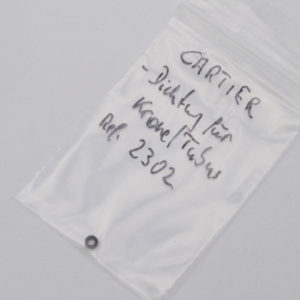 CARTIER
- Dichtung für
Krone/Tubus
Ref. 2302